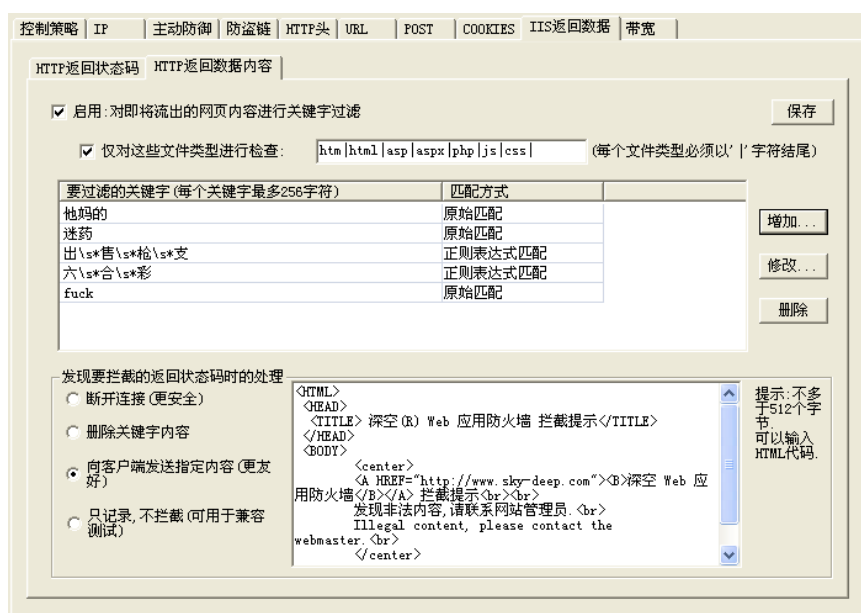 控制策略 IP 主动防御 防盗链 HTTP头 URL POST COOKIES IIS返回数据 带宽
HTTP返回状态码 HTTP返回数据内容
启用:对即将流出的网页内容进行关键字过滤
保存
仅对这些文件类型进行检查: htm|html|asp|aspx|php|js|css| (每个文件类型必须以'|'字符结尾)
要过滤的关键字(每个关键字最多256字符) 匹配方式
他妈的 原始匹配
迷药 原始匹配
出\s*售\s*枪\s*支 正则表达式匹配
六\s*合\s*彩 正则表达式匹配
fuck 原始匹配
增加...
修改...
删除
发现要拦截的返回状态码时的处理
断开连接(更安全)
删除关键字内容
向客户端发送指定内容(更友
好)
只记录,不拦截(可用于兼容
测试)
<HTML>
<HEAD>
<TITLE> 深空(R) Web 应用防火墙 拦截提示</TITLE>
</HEAD>
<BODY>
<center>
<A HREF="http://www.sky-deep.com"><B>深空 Web 应
用防火墙</B></A> 拦截提示<br><br>
发现非法内容,请联系网站管理员.<br>
Illegal content, please contact the
webmaster.<br>
</center>
提示:不多
于512个字
节.
可以输入
HTML代码.